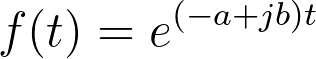 f(t) = e^{(-a+jb)t}